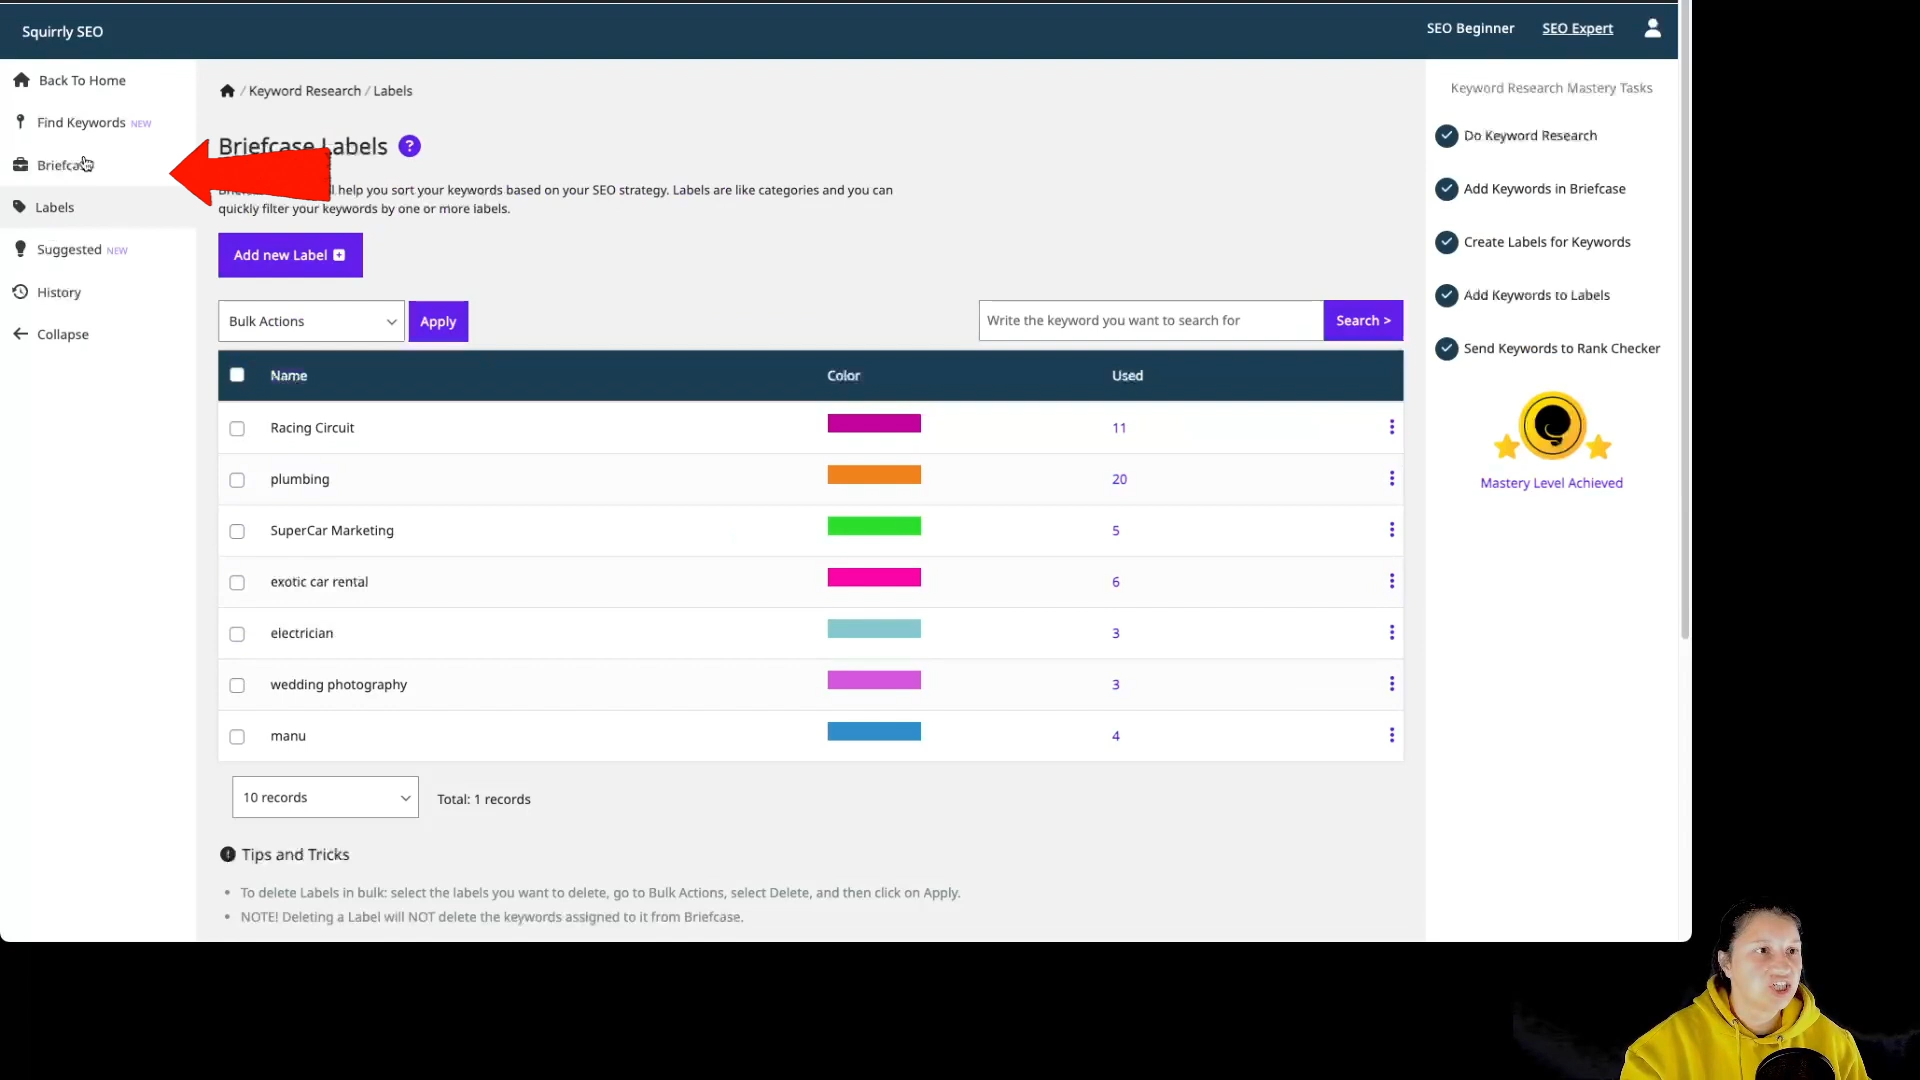 Squirrly SEO
SEO Beginner
SEO Expert
Back To Home
Find Keywords NEW
Labels
Suggested NEW
History
Collapse
/ Keyword Research / Labels
Briefcase Labels ?
help you sort your keywords based on your SEO strategy. Labels are like categories and you can
quickly filter your keywords by one or more labels.
Add new Label
Bulk Actions
Apply
Write the keyword you want to search for
Search >
Name Color Used
Racing Circuit 11
plumbing 20
SuperCar Marketing 5
exotic car rental 6
electrician 3
wedding photography 3
manu 4
10 records
Total: 1 records
Tips and Tricks
To delete Labels in bulk: select the labels you want to delete, go to Bulk Actions, select Delete, and then click on Apply.
NOTE! Deleting a Label will NOT delete the keywords assigned to it from Briefcase.
Keyword Research Mastery Tasks
Do Keyword Research
Add Keywords in Briefcase
Create Labels for Keywords
Add Keywords to Labels
Send Keywords to Rank Checker
Mastery Level Achieved